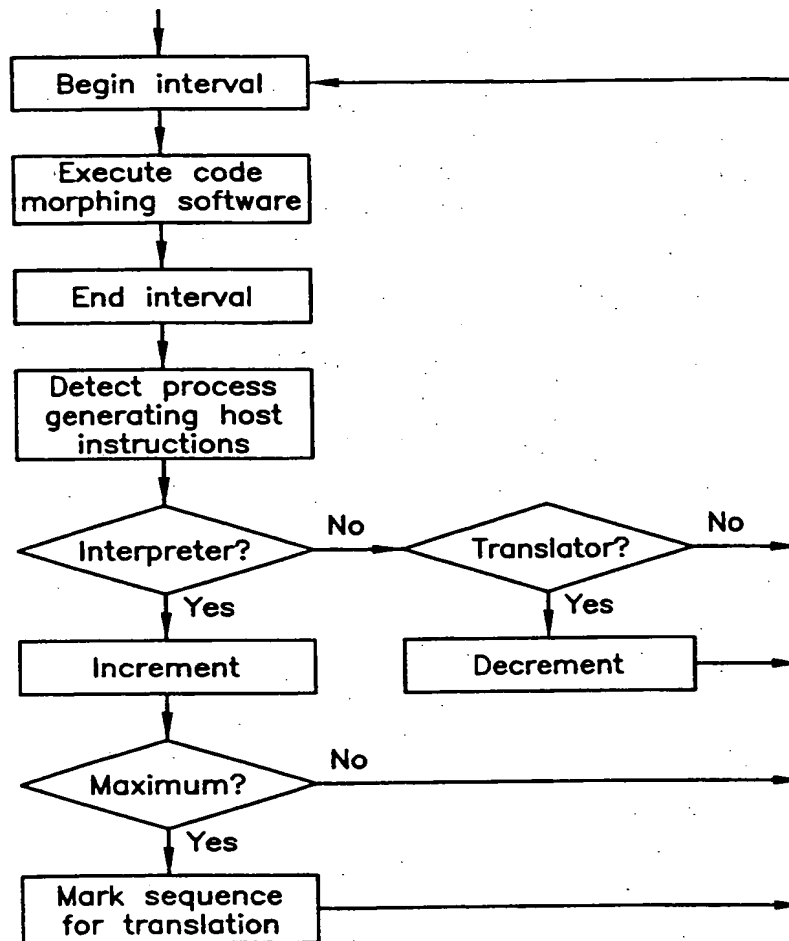 Begin interval
Execute code
morphing software
End interval
Detect process
generating host
instructions
Interpreter?
No
Translator?
No
Yes
Yes
Increment
Decrement
Maximum?
No
Yes
Mark sequence
for translation